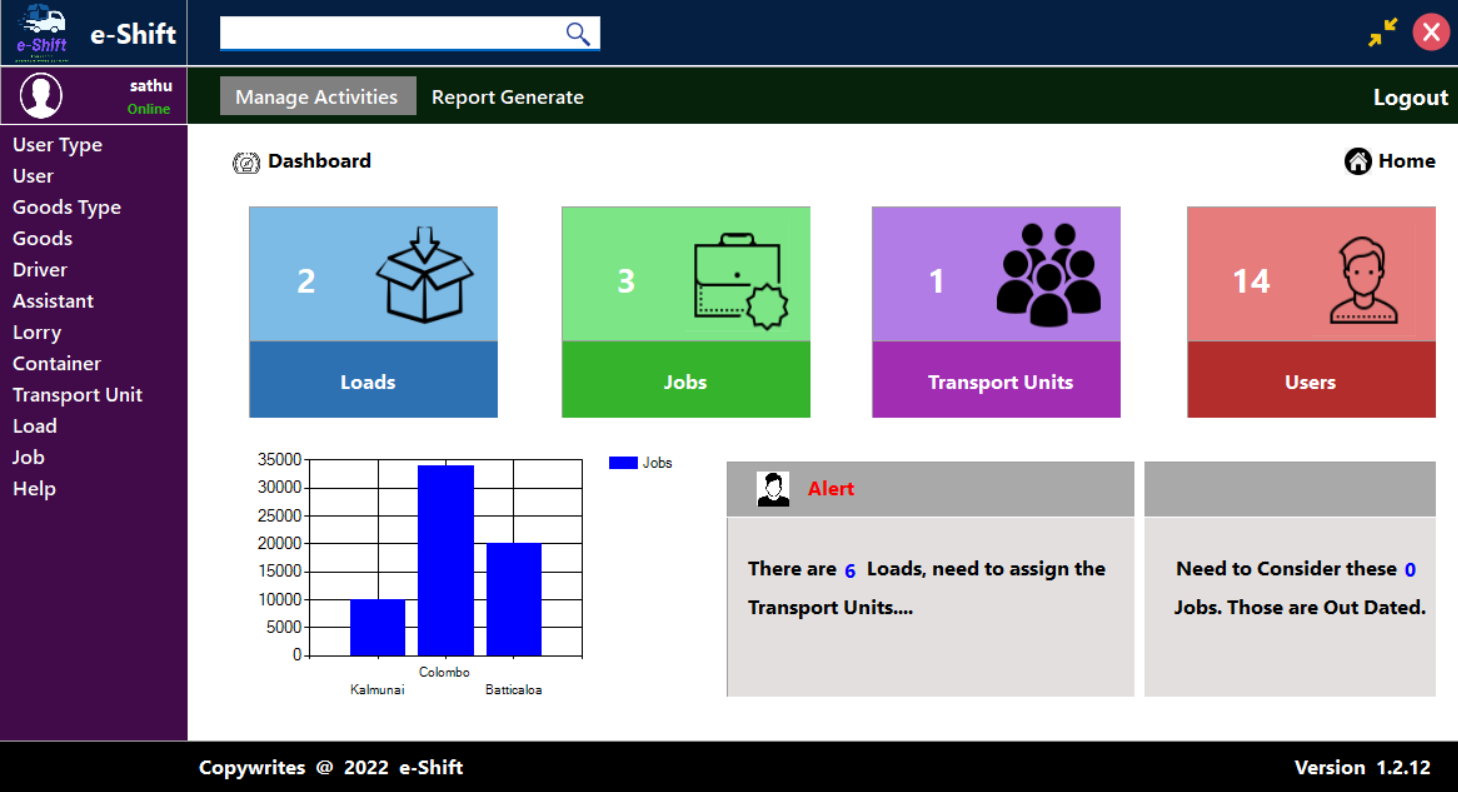 e-Shift
e-Shift
sathu
Online
Manage Activities
Report Generate
Logout
User Type
User
Goods Type
Goods
Driver
Assistant
Lorry
Container
Transport Unit
Load
Job
Help
Dashboard
Home
2
Loads
3
Jobs
1
Transport Units
14
Users
35000
30000
25000
20000
15000
10000
5000
0
Kalmunai
Colombo
Batticaloa
Jobs
Alert
There are 6 Loads, need to assign the
Transport Units....
Need to Consider these 0
Jobs. Those are Out Dated.
Copywrites @ 2022 e-Shift
Version 1.2.12